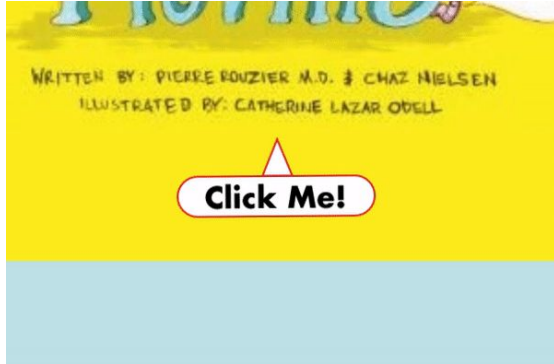 WRITTEN BY: PIERRE ROUZIER M.D. & CHAZ NIELSEN
ILLUSTRATED BY: CATHERINE LAZAR ODELL
Click Me!